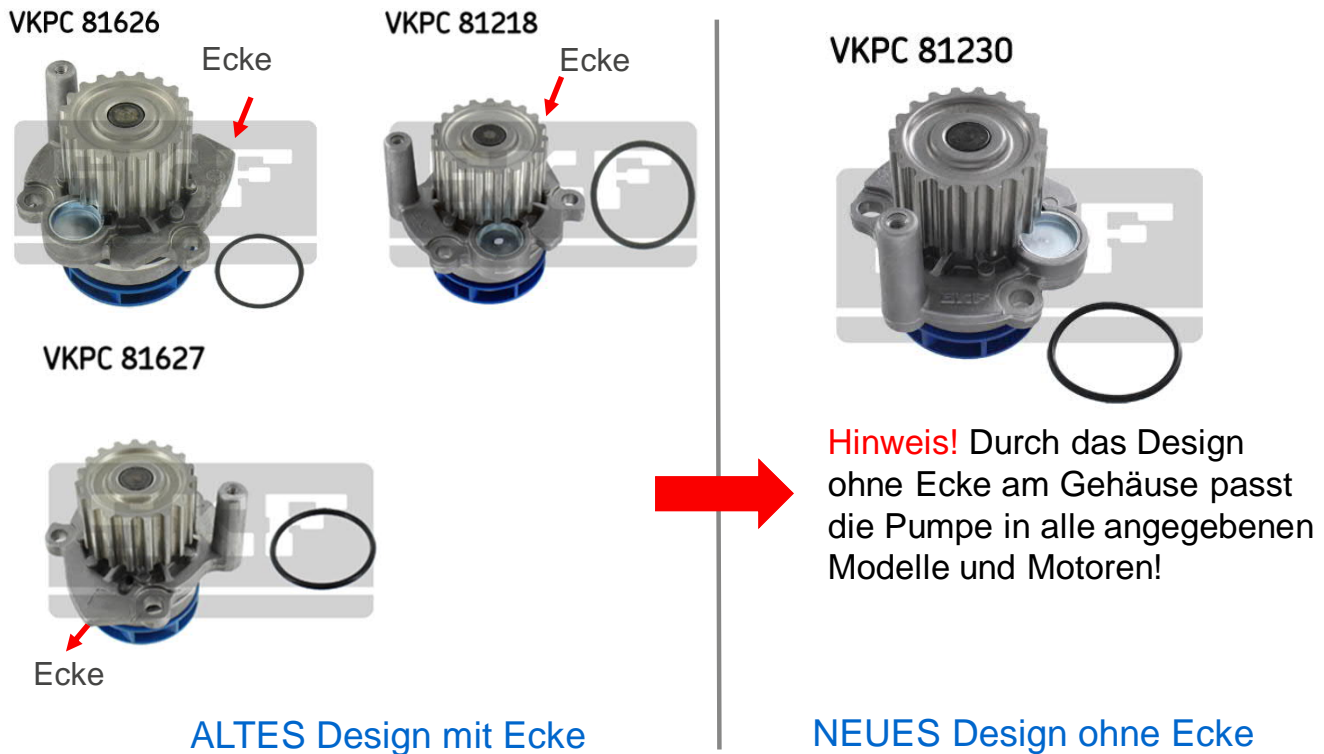 VKPC 81626
Ecke
VKPC 81218
Ecke
VKPC 81627
Ecke
ALTES Design mit Ecke
VKPC 81230
SKF
Hinweis! Durch das Design
ohne Ecke am Gehäuse passt
die Pumpe in alle angegebenen
Modelle und Motoren!
NEUES Design ohne Ecke